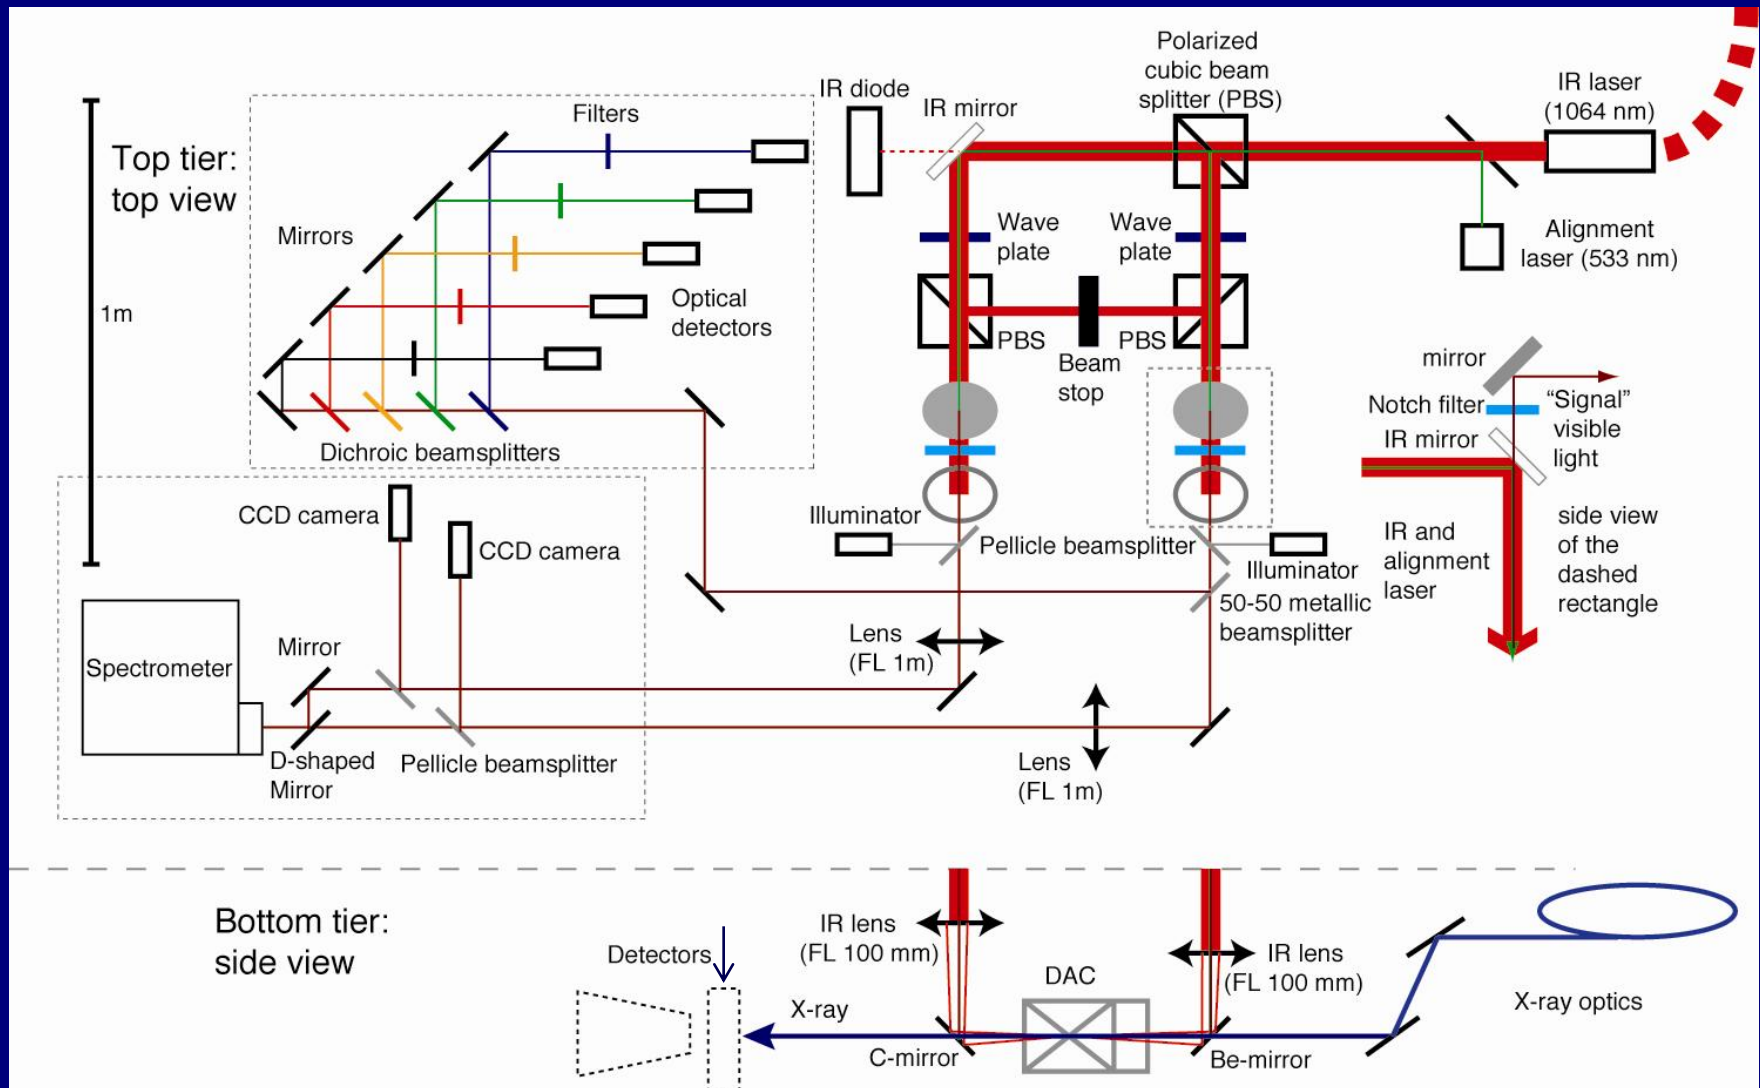 Top tier:
top view
1m
Filters
Mirrors
Optical
detectors
Dichroic beamsplitters
IR diode
IR mirror
Polarized
cubic beam
splitter (PBS)
IR laser
(1064 nm)
Wave
plate
Wave
plate
Alignment
laser (533 nm)
PBS
PBS
Beam
stop
mirror
Notch filter
IR mirror
“Signal”
visible
light
IR and
alignment
laser
side view
of the
dashed
rectangle
CCD camera
CCD camera
Illuminator
Pellicle beamsplitter
Illuminator
50-50 metallic
beamsplitter
Spectrometer
Mirror
D-shaped
Mirror
Pellicle beamsplitter
Lens
(FL 1m)
Lens
(FL 1m)
Bottom tier:
side view
Detectors
IR lens
(FL 100 mm)
DAC
IR lens
(FL 100 mm)
X-ray
X-ray optics
C-mirror
Be-mirror